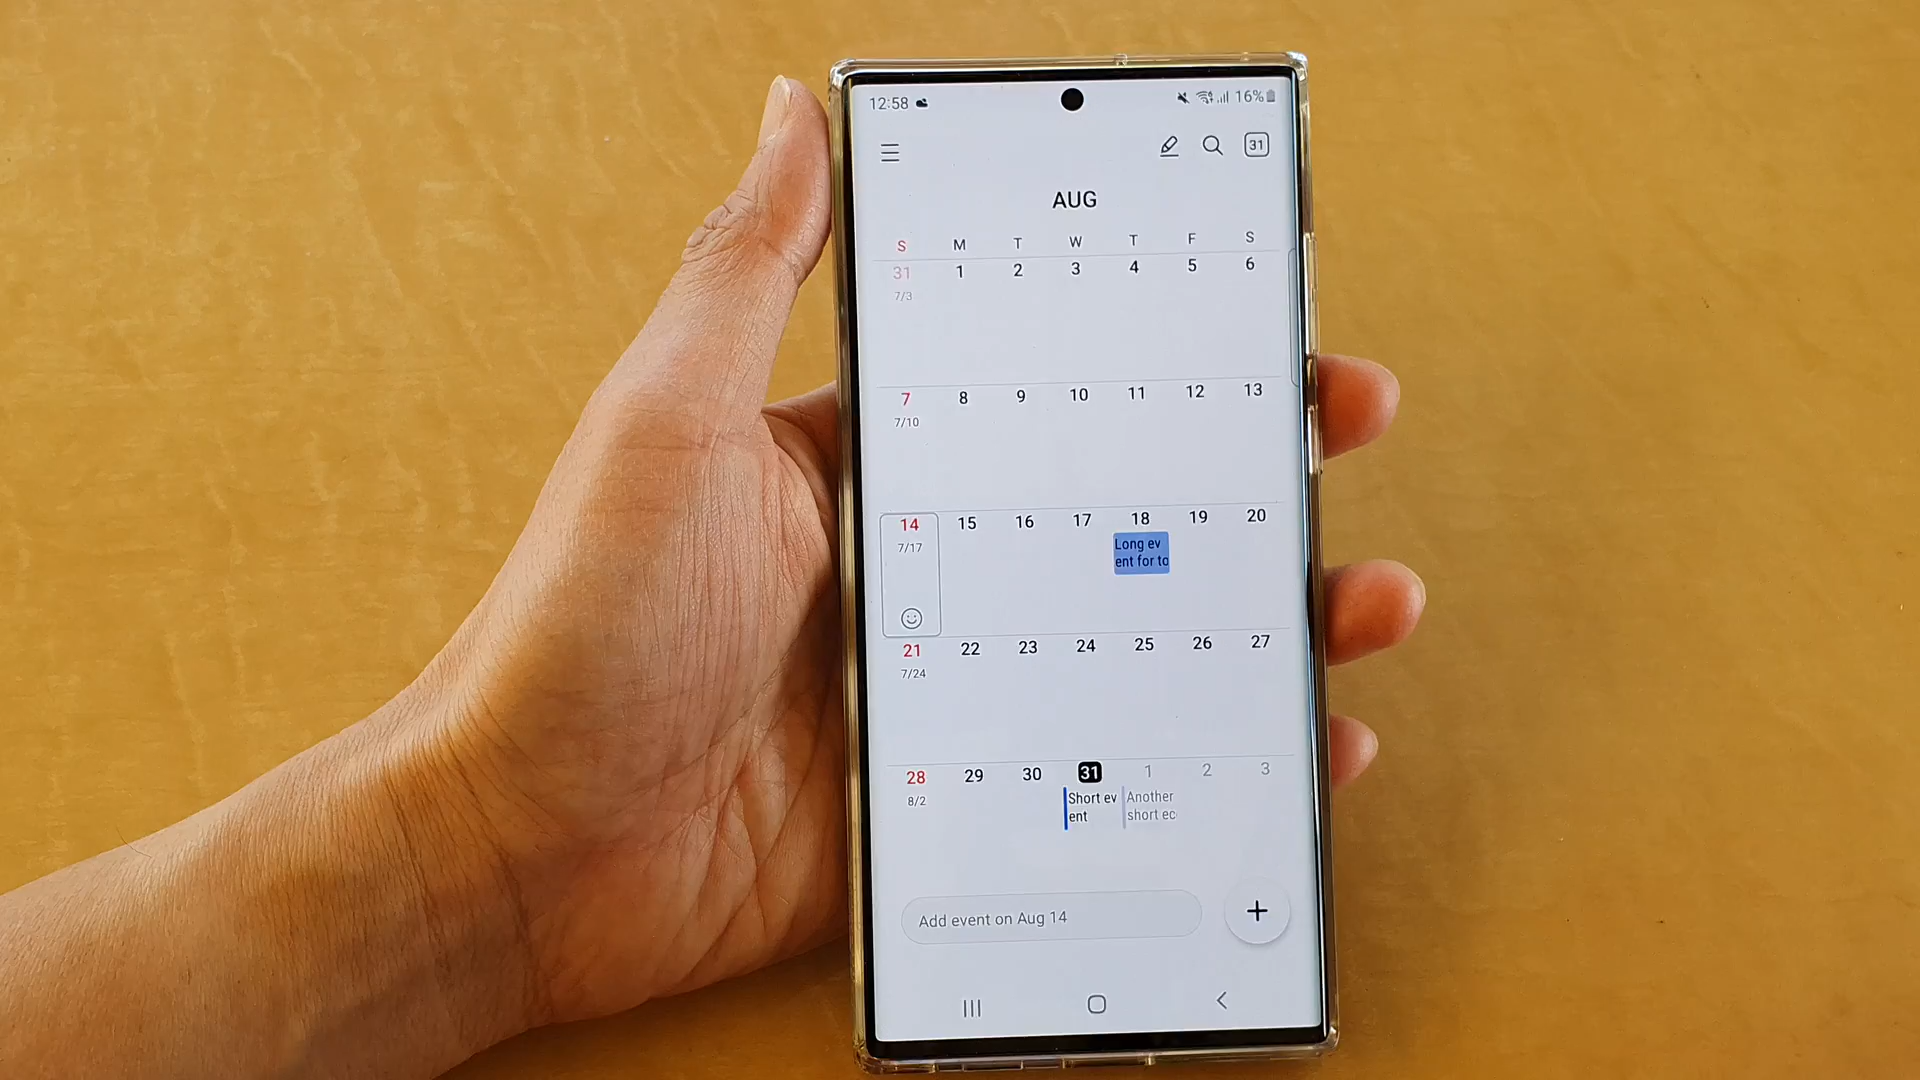 12:58 16%
31
AUG
S M T W T F S
31 1 2 3 4 5 6
7/3
7 8 9 10 11 12 13
7/10
14 15 16 17 18 19 20
7/17
Long ev
ent for to
21 22 23 24 25 26 27
7/24
28 29 30 31 1 2 3
8/2
Short ev Another
ent short ec
Add event on Aug 14